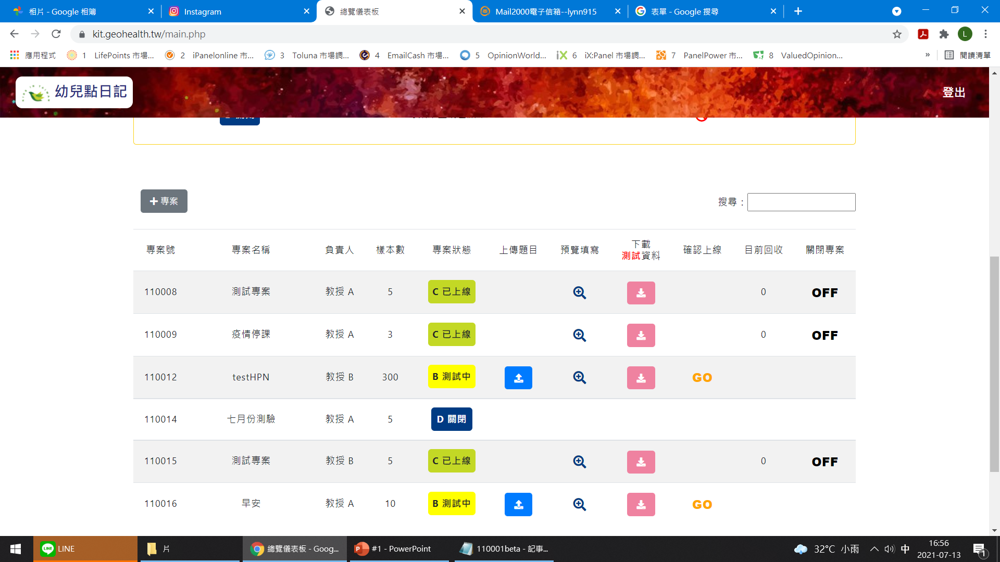 相片 - Google 相簿
Instagram
總覽儀表板
Mail2000電子信箱--lynn915
表單 - Google 搜尋
kit.geohealth.tw/main.php
L
應用程式
1 LifePoints 市場...
2 iPanelonline 市...
3 Toluna 市場調...
4 EmailCash 市場...
5 OpinionWorld...
6 iX:Panel 市場調...
7 PanelPower 市...
8 ValuedOpinion...
»
閱讀清單
幼兒點日記
登出
+ 專案
搜尋：
專案號 專案名稱 負責人 樣本數 專案狀態 上傳題目 預覽填寫 下載 測試資料 確認上線 目前回收 關閉專案
110008 測試專案 教授 A 5 C 已上線 0 OFF
110009 疫情停課 教授 A 3 C 已上線 0 OFF
110012 testHPN 教授 B 300 B 測試中 GO
110014 七月份測驗 教授 A 5 D 關閉
110015 測試專案 教授 B 5 C 已上線 0 OFF
110016 早安 教授 A 10 B 測試中 GO
LINE
片
總覽儀表板 - Goog...
#1 - PowerPoint
110001beta - 記事...
32°C 小雨
中
16:56
2021-07-13
1